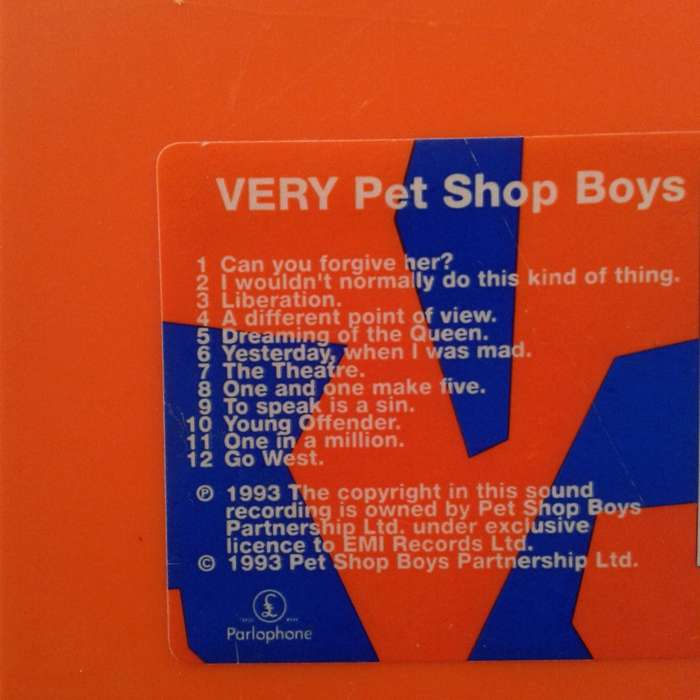 VERY Pet Shop Boys
1 Can you forgive her?
2 I wouldn't normally do this kind of thing.
3 Liberation.
4 A different point of view.
5 Dreaming of the Queen.
6 Yesterday, when I was mad.
7 The Theatre.
8 One and one make five.
9 To speak is a sin.
10 Young Offender.
11 One in a million.
12 Go West.
℗ 1993 The copyright in this sound
recording is owned by Pet Shop Boys
Partnership Ltd. under exclusive
licence to EMI Records Ltd.
© 1993 Pet Shop Boys Partnership Ltd.
£
Parlophone